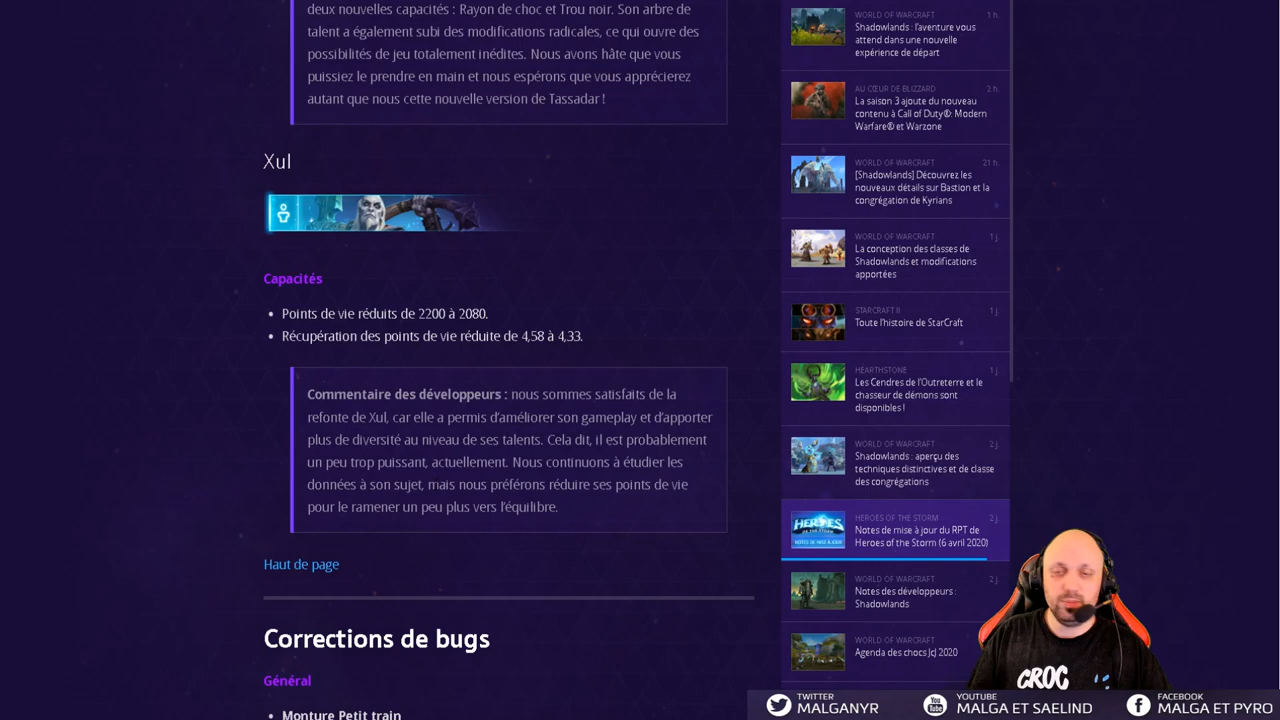 deux nouvelles capacités : Rayon de choc et Trou noir. Son arbre de
talent a également subi des modifications radicales, ce qui ouvre des
possibilités de jeu totalement inédites. Nous avons hâte que vous
puissiez le prendre en main et nous espérons que vous apprécierez
autant que nous cette nouvelle version de Tassadar !
Xul
Capacités
• Points de vie réduits de 2200 à 2080.
• Récupération des points de vie réduite de 4,58 à 4,33.
Commentaire des développeurs : nous sommes satisfaits de la
refonte de Xul, car elle a permis d'améliorer son gameplay et d'apporter
plus de diversité au niveau de ses talents. Cela dit, il est probablement
un peu trop puissant, actuellement. Nous continuons à étudier les
données à son sujet, mais nous préférons réduire ses points de vie
pour le ramener un peu plus vers l'équilibre.
Haut de page
Corrections de bugs
Général
• Monture Petit train
WORLD OF WARCRAFT 1 h.
Shadowlands : l'aventure vous
attend dans une nouvelle
expérience de départ
AU CŒUR DE BLIZZARD 2 h.
La saison 3 ajoute du nouveau
contenu à Call of Duty®: Modern
Warfare® et Warzone
WORLD OF WARCRAFT 21 h.
[Shadowlands] Découvrez les
nouveaux détails sur Bastion et la
congrégation de Kyrians
WORLD OF WARCRAFT 1 j.
La conception des classes de
Shadowlands et modifications
apportées
STARCRAFT II 1 j.
Toute l'histoire de StarCraft
HEARTHSTONE 1 j.
Les Cendres de l'Outreterre et le
chasseur de démons sont
disponibles !
WORLD OF WARCRAFT 2 j.
Shadowlands : aperçu des
techniques distinctives et de classe
des congrégations
HEROES OF THE STORM 2 j.
Notes de mise à jour du RPT de
Heroes of the Storm (6 avril 2020)
HEROES
OF THE STORM
NOTES DE MISE À JOUR
WORLD OF WARCRAFT 2 j.
Notes des développeurs :
Shadowlands
WORLD OF WARCRAFT
Agenda des chocs JcJ 2020
CROC
TWITTER
MALGANYR
YOUTUBE
MALGA ET SAELIND
FACEBOOK
MALGA ET PYRO
You
Tube